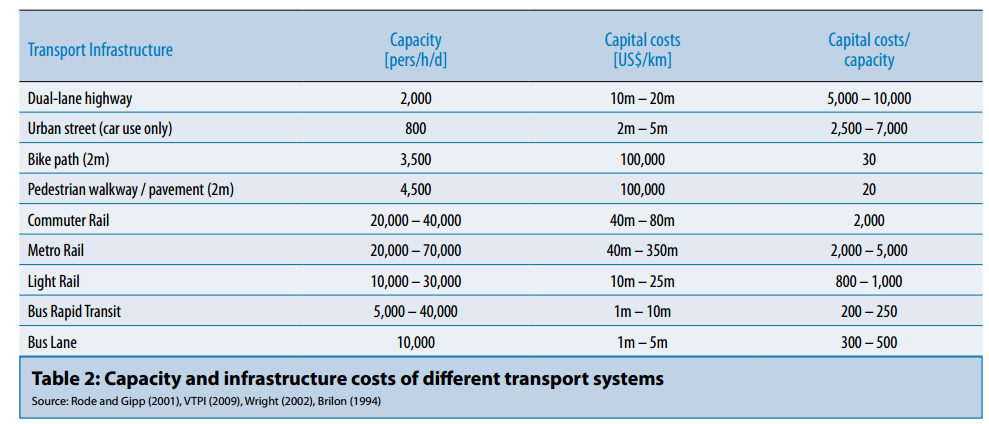 Transport Infrastructure Capacity [pers/h/d] Capital costs [US$/km] Capital costs/ capacity
Dual-lane highway 2,000 10m – 20m 5,000 – 10,000
Urban street (car use only) 800 2m – 5m 2,500 – 7,000
Bike path (2m) 3,500 100,000 30
Pedestrian walkway / pavement (2m) 4,500 100,000 20
Commuter Rail 20,000 – 40,000 40m – 80m 2,000
Metro Rail 20,000 – 70,000 40m – 350m 2,000 – 5,000
Light Rail 10,000 – 30,000 10m – 25m 800 – 1,000
Bus Rapid Transit 5,000 – 40,000 1m – 10m 200 – 250
Bus Lane 10,000 1m – 5m 300 – 500
Table 2: Capacity and infrastructure costs of different transport systems
Source: Rode and Gipp (2001), VTPI (2009), Wright (2002), Brilon (1994)